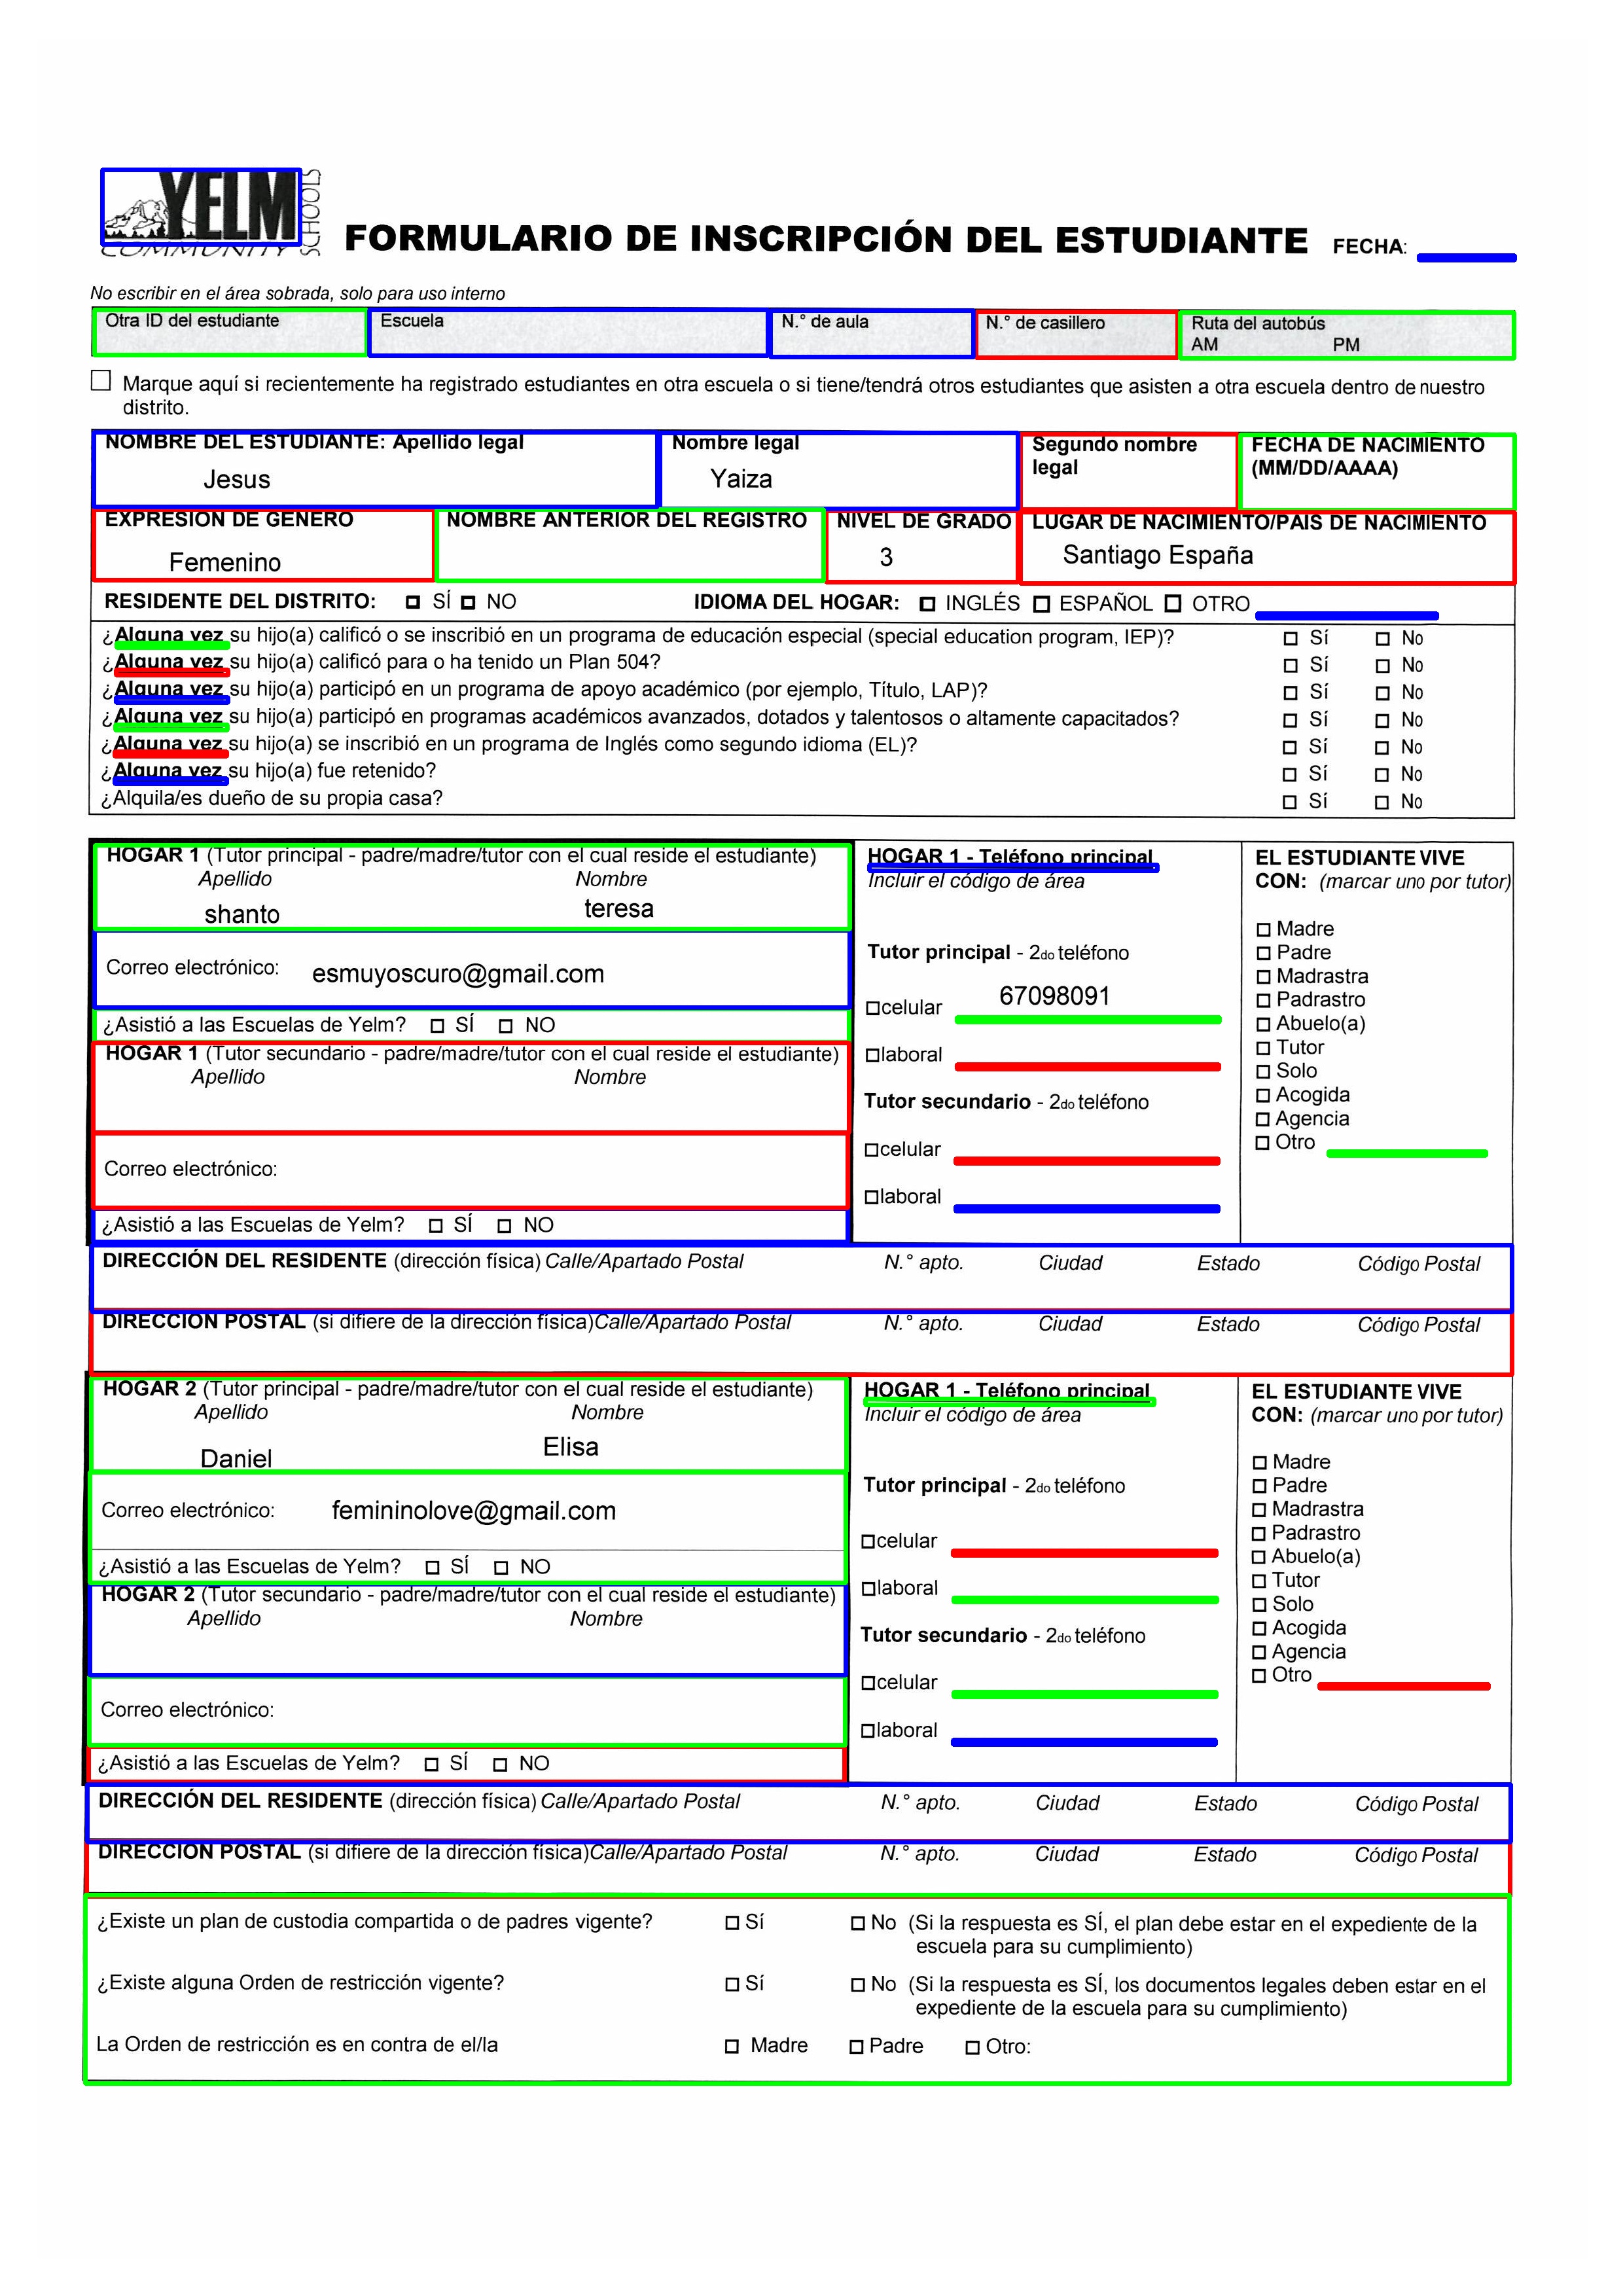 YELM
COMMUNITY
SCHOOLS
FORMULARIO DE INSCRIPCIÓN DEL ESTUDIANTE FECHA:
No escribir en el área sobrada, solo para uso interno
Otra ID del estudiante Escuela N.° de aula N.° de casillero Ruta del autobús
AM PM
Marque aquí si recientemente ha registrado estudiantes en otra escuela o si tiene/tendrá otros estudiantes que asisten a otra escuela dentro de nuestro
distrito.
NOMBRE DEL ESTUDIANTE: Apellido legal Nombre legal Segundo nombre FECHA DE NACIMIENTO
legal (MM/DD/AAAA)
Jesus Yaiza
EXPRESIÓN DE GÉNERO NOMBRE ANTERIOR DEL REGISTRO NIVEL DE GRADO LUGAR DE NACIMIENTO/PAÍS DE NACIMIENTO
Femenino 3 Santiago España
RESIDENTE DEL DISTRITO: SÍ NO IDIOMA DEL HOGAR: INGLÉS ESPAÑOL OTRO
¿Alguna vez su hijo(a) calificó o se inscribió en un programa de educación especial (special education program, IEP)? Sí No
¿Alguna vez su hijo(a) calificó para o ha tenido un Plan 504? Sí No
¿Alguna vez su hijo(a) participó en un programa de apoyo académico (por ejemplo, Título, LAP)? Sí No
¿Alguna vez su hijo(a) participó en programas académicos avanzados, dotados y talentosos o altamente capacitados? Sí No
¿Alguna vez su hijo(a) se inscribió en un programa de Inglés como segundo idioma (EL)? Sí No
¿Alguna vez su hijo(a) fue retenido? Sí No
¿Alquila/es dueño de su propia casa? Sí No
HOGAR 1 (Tutor principal - padre/madre/tutor con el cual reside el estudiante)
Apellido Nombre
shanto teresa
Correo electrónico: esmuyoscuro@gmail.com
¿Asistió a las Escuelas de Yelm? SÍ NO
HOGAR 1 (Tutor secundario - padre/madre/tutor con el cual reside el estudiante)
Apellido Nombre
Correo electrónico:
¿Asistió a las Escuelas de Yelm? SÍ NO
HOGAR 1 - Teléfono principal
Incluir el código de área
Tutor principal - 2do teléfono
celular 67098091
laboral
Tutor secundario - 2do teléfono
celular
laboral
EL ESTUDIANTE VIVE
CON: (marcar uno por tutor)
Madre
Padre
Madrastra
Padrastro
Abuelo(a)
Tutor
Solo
Acogida
Agencia
Otro
DIRECCIÓN DEL RESIDENTE (dirección física) Calle/Apartado Postal N.° apto. Ciudad Estado Código Postal
DIRECCIÓN POSTAL (si difiere de la dirección física)Calle/Apartado Postal N.° apto. Ciudad Estado Código Postal
HOGAR 2 (Tutor principal - padre/madre/tutor con el cual reside el estudiante)
Apellido Nombre
Daniel Elisa
Correo electrónico: femininolove@gmail.com
¿Asistió a las Escuelas de Yelm? SÍ NO
HOGAR 2 (Tutor secundario - padre/madre/tutor con el cual reside el estudiante)
Apellido Nombre
Correo electrónico:
¿Asistió a las Escuelas de Yelm? SÍ NO
HOGAR 1 - Teléfono principal
Incluir el código de área
Tutor principal - 2do teléfono
celular
laboral
Tutor secundario - 2do teléfono
celular
laboral
EL ESTUDIANTE VIVE
CON: (marcar uno por tutor)
Madre
Padre
Madrastra
Padrastro
Abuelo(a)
Tutor
Solo
Acogida
Agencia
Otro
DIRECCIÓN DEL RESIDENTE (dirección física) Calle/Apartado Postal N.° apto. Ciudad Estado Código Postal
DIRECCIÓN POSTAL (si difiere de la dirección física)Calle/Apartado Postal N.° apto. Ciudad Estado Código Postal
¿Existe un plan de custodia compartida o de padres vigente? Sí No (Si la respuesta es SÍ, el plan debe estar en el expediente de la
escuela para su cumplimiento)
¿Existe alguna Orden de restricción vigente? Sí No (Si la respuesta es SÍ, los documentos legales deben estar en el
expediente de la escuela para su cumplimiento)
La Orden de restricción es en contra de el/la Madre Padre Otro: